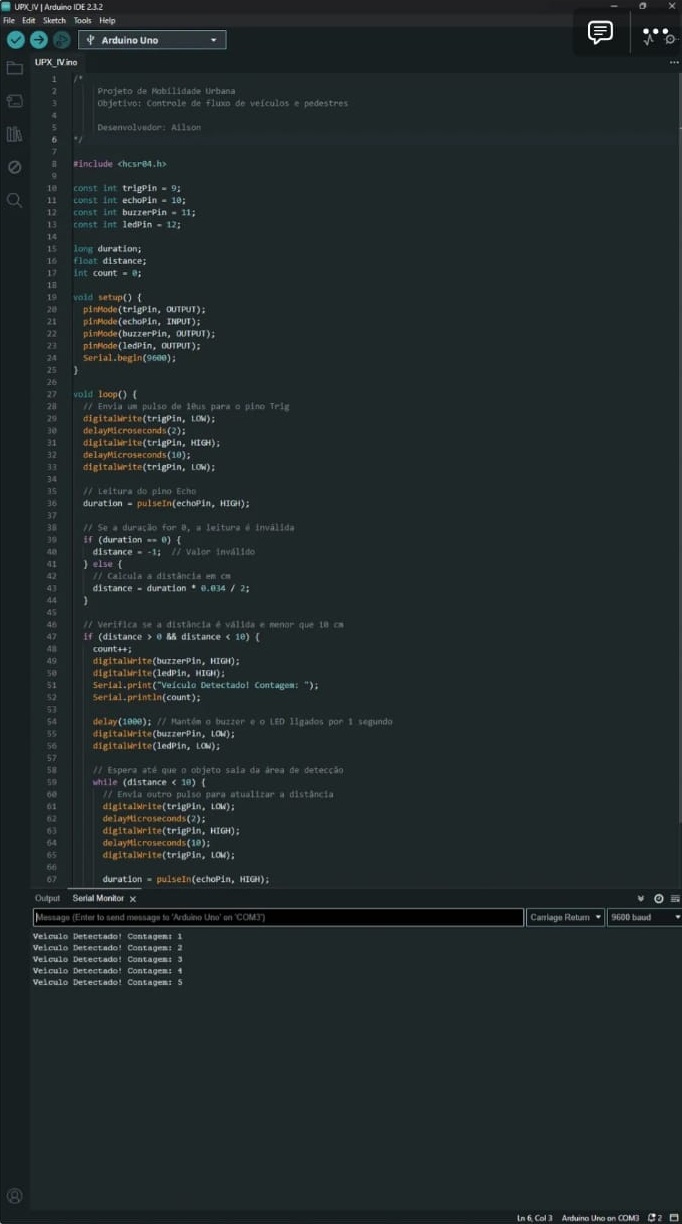 UPX_IV | Arduino IDE 2.3.2
File Edit Sketch Tools Help
Arduino Uno
UPX_IV.ino
1 /*
2 Projeto de Mobilidade Urbana
3 Objetivo: Controle de fluxo de veículos e pedestres
4
5 Desenvolvedor: Ailson
6 */
7
8 #include <hcsr04.h>
9
10 const int trigPin = 9;
11 const int echoPin = 10;
12 const int buzzerPin = 11;
13 const int ledPin = 12;
14
15 long duration;
16 float distance;
17 int count = 0;
18
19 void setup() {
20 pinMode(trigPin, OUTPUT);
21 pinMode(echoPin, INPUT);
22 pinMode(buzzerPin, OUTPUT);
23 pinMode(ledPin, OUTPUT);
24 Serial.begin(9600);
25 }
26
27 void loop() {
28 // Envia um pulso de 10us para o pino Trig
29 digitalWrite(trigPin, LOW);
30 delayMicroseconds(2);
31 digitalWrite(trigPin, HIGH);
32 delayMicroseconds(10);
33 digitalWrite(trigPin, LOW);
34
35 // Leitura do pino Echo
36 duration = pulseIn(echoPin, HIGH);
37
38 // Se a duração for 0, a leitura é inválida
39 if (duration == 0) {
40 distance = -1; // Valor inválido
41 } else {
42 // Calcula a distância em cm
43 distance = duration * 0.034 / 2;
44 }
45
46 // Verifica se a distância é válida e menor que 10 cm
47 if (distance > 0 && distance < 10) {
48 count++;
49 digitalWrite(buzzerPin, HIGH);
50 digitalWrite(ledPin, HIGH);
51 Serial.print("Veículo Detectado! Contagem: ");
52 Serial.println(count);
53
54 delay(1000); // Mantém o buzzer e o LED ligados por 1 segundo
55 digitalWrite(buzzerPin, LOW);
56 digitalWrite(ledPin, LOW);
57
58 // Espera até que o objeto saia da área de detecção
59 while (distance < 10) {
60 // Envia outro pulso para atualizar a distância
61 digitalWrite(trigPin, LOW);
62 delayMicroseconds(2);
63 digitalWrite(trigPin, HIGH);
64 delayMicroseconds(10);
65 digitalWrite(trigPin, LOW);
66
67 duration = pulseIn(echoPin, HIGH);
Output Serial Monitor
Message (Enter to send message to 'Arduino Uno' on 'COM3') Carriage Return 9600 baud
Veículo Detectado! Contagem: 1
Veículo Detectado! Contagem: 2
Veículo Detectado! Contagem: 3
Veículo Detectado! Contagem: 4
Veículo Detectado! Contagem: 5
Ln 6, Col 3 Arduino Uno on COM3 2